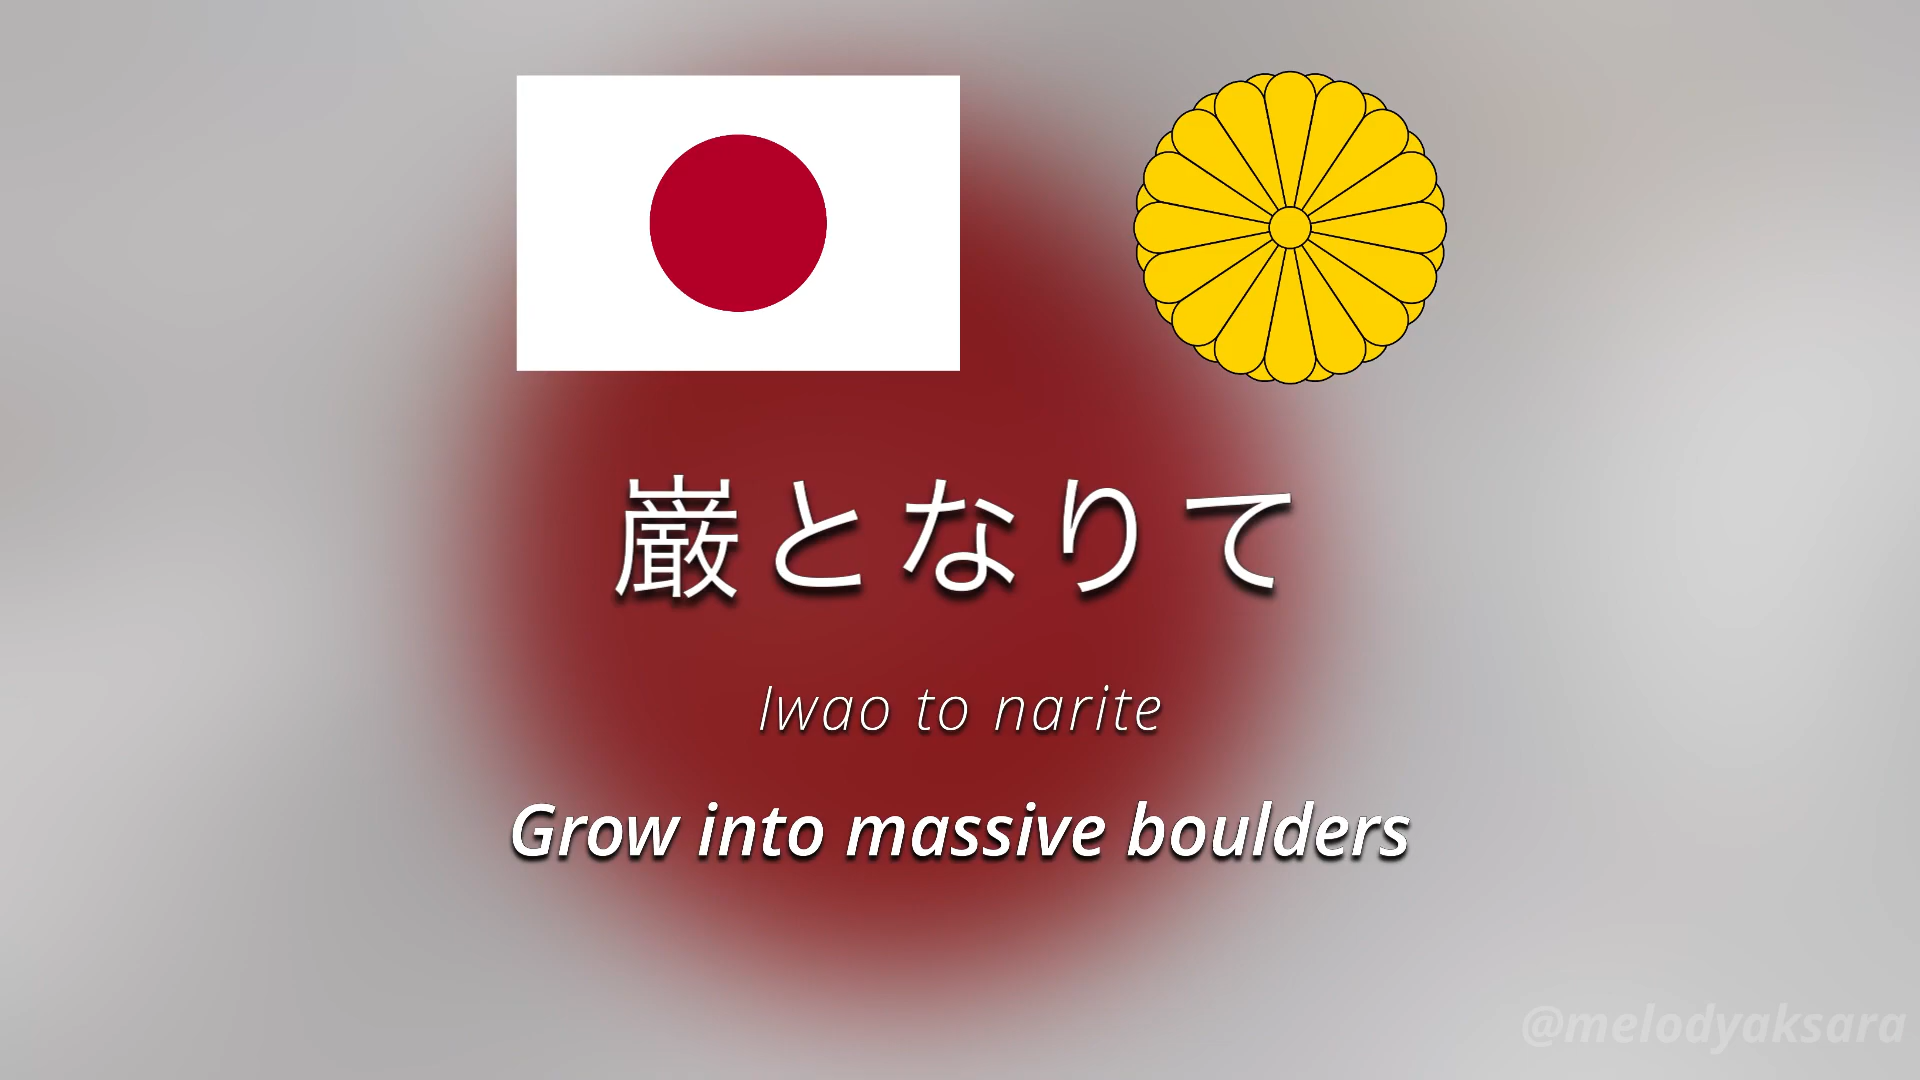 巌となりて
Iwao to narite
Grow into massive boulders
@melodyaksara